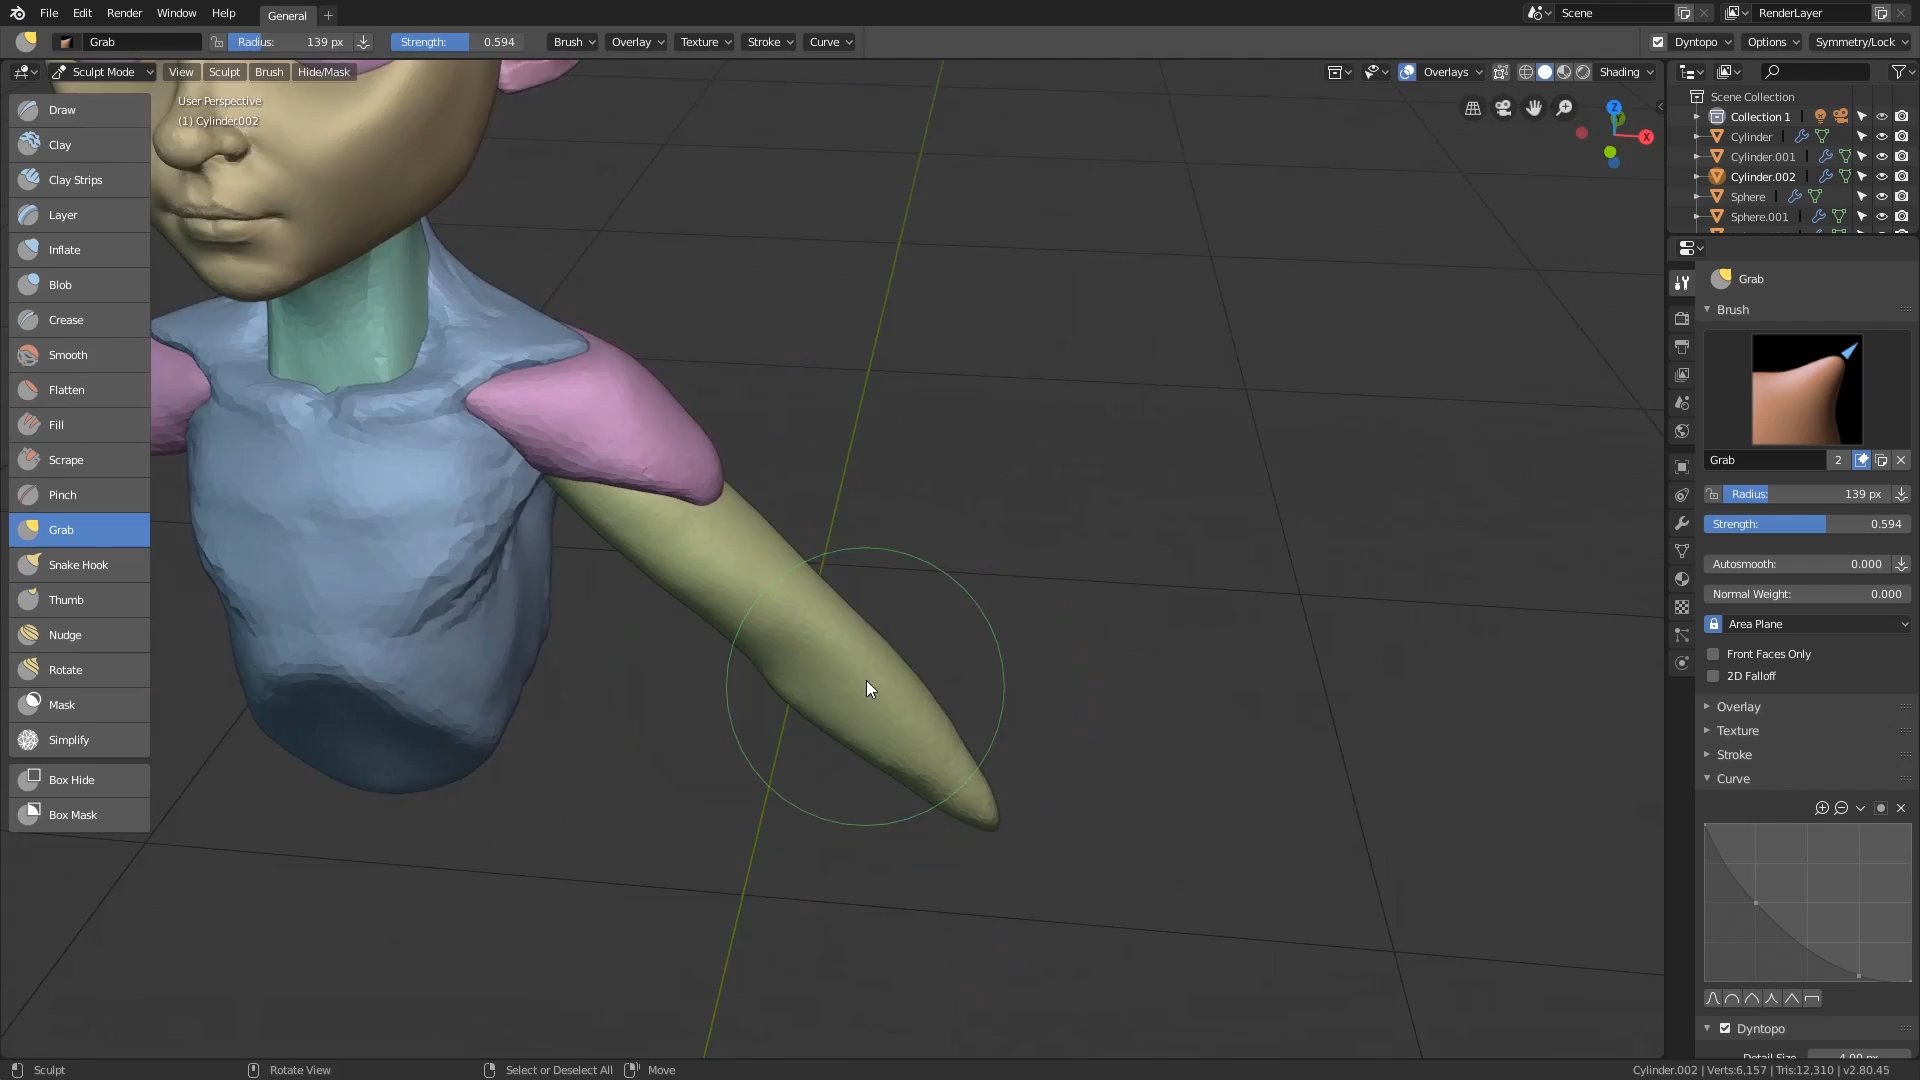 File Edit Render Window Help General Scene RenderLayer
Grab Radius: 139 px Strength: 0.594 Brush Overlay Texture Stroke Curve Dyntopo Options Symmetry/Lock
Sculpt Mode View Sculpt Brush Hide/Mask Overlays Shading
User Perspective
(1) Cylinder.002
Draw
Clay
Clay Strips
Layer
Inflate
Blob
Crease
Smooth
Flatten
Fill
Scrape
Pinch
Grab
Snake Hook
Thumb
Nudge
Rotate
Mask
Simplify
Box Hide
Box Mask
Z
Y
X
Scene Collection
Collection 1
Cylinder
Cylinder.001
Cylinder.002
Sphere
Sphere.001
Grab
Brush
Grab 2
Radius: 139 px
Strength: 0.594
Autosmooth: 0.000
Normal Weight: 0.000
Area Plane
Front Faces Only
2D Falloff
Overlay
Texture
Stroke
Curve
Dyntopo
Detail Size 4.00 px
Sculpt Rotate View Select or Deselect All Move Cylinder.002 | Verts:6,157 | Tris:12,310 | v2.80.45